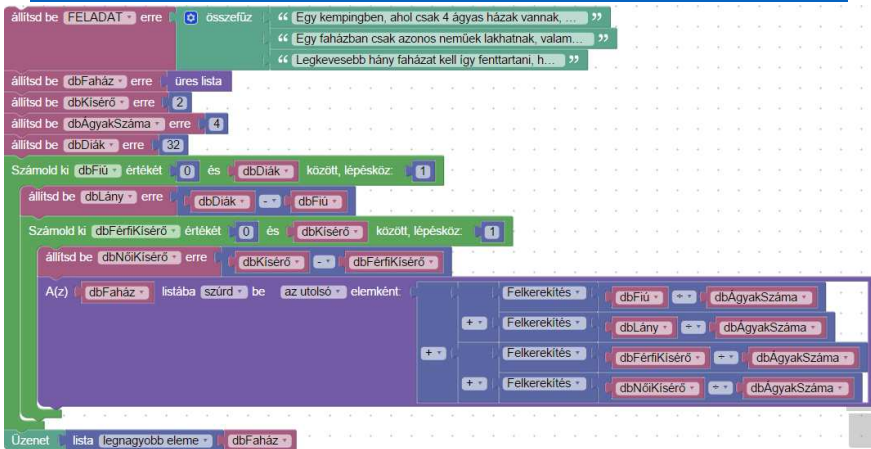 állítsd be FELADAT erre összefűz “ Egy kempingben, ahol csak 4 ágyas házak vannak, ... ”
“ Egy faházban csak azonos neműek lakhatnak, valam... ”
“ Legkevesebb hány faházat kell így fenttartani, h... ”
állítsd be dbFaház erre üres lista
állítsd be dbKísérő erre 2
állítsd be dbÁgyakSzáma erre 4
állítsd be dbDiák erre 32
Számold ki dbFiú értékét 0 és dbDiák között, lépésköz: 1
állítsd be dbLány erre dbDiák - dbFiú
Számold ki dbFérfiKísérő értékét 0 és dbKísérő között, lépésköz: 1
állítsd be dbNőiKísérő erre dbKísérő - dbFérfiKísérő
A(z) dbFaház listába szúrd be az utolsó elemként: Felkerekítés dbFiú ÷ dbÁgyakSzáma
+ Felkerekítés dbLány ÷ dbÁgyakSzáma
+ Felkerekítés dbFérfiKísérő ÷ dbÁgyakSzáma
+ Felkerekítés dbNőiKísérő ÷ dbÁgyakSzáma
Üzenet lista legnagyobb eleme dbFaház